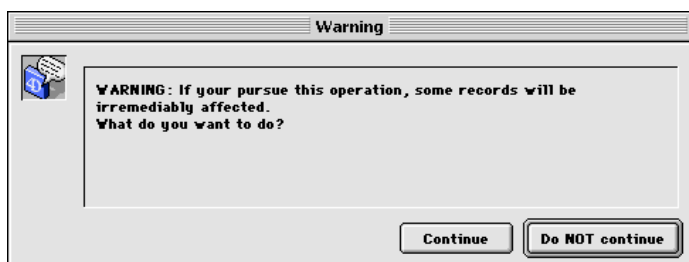 Warning
WARNING: If your pursue this operation, some records will be
irremediably affected.
What do you want to do?
Continue
Do NOT continue